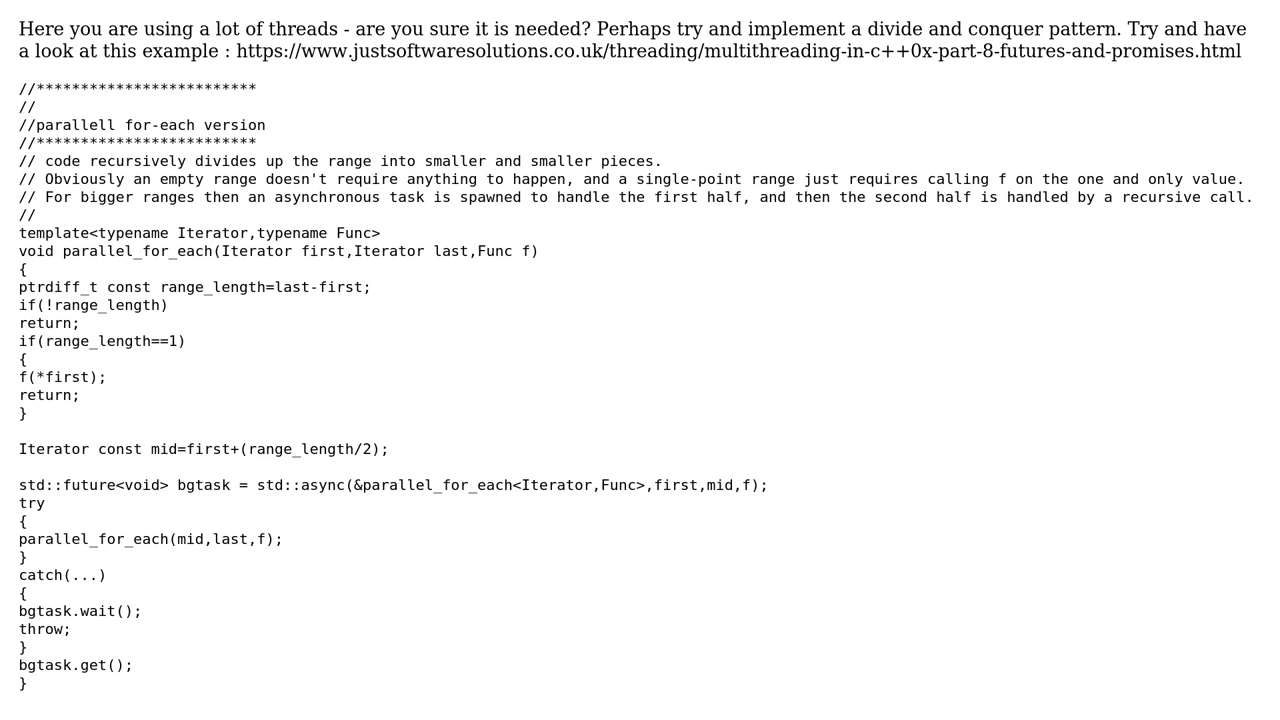 Here you are using a lot of threads - are you sure it is needed? Perhaps try and implement a divide and conquer pattern. Try and have
a look at this example : https://www.justsoftwaresolutions.co.uk/threading/multithreading-in-c++0x-part-8-futures-and-promises.html
//*************************
//
//parallell for-each version
//*************************
// code recursively divides up the range into smaller and smaller pieces.
// Obviously an empty range doesn't require anything to happen, and a single-point range just requires calling f on the one and only value.
// For bigger ranges then an asynchronous task is spawned to handle the first half, and then the second half is handled by a recursive call.
//
template<typename Iterator,typename Func>
void parallel_for_each(Iterator first,Iterator last,Func f)
{
ptrdiff_t const range_length=last-first;
if(!range_length)
return;
if(range_length==1)
{
f(*first);
return;
}
Iterator const mid=first+(range_length/2);
std::future<void> bgtask = std::async(&parallel_for_each<Iterator,Func>,first,mid,f);
try
{
parallel_for_each(mid,last,f);
}
catch(...)
{
bgtask.wait();
throw;
}
bgtask.get();
}